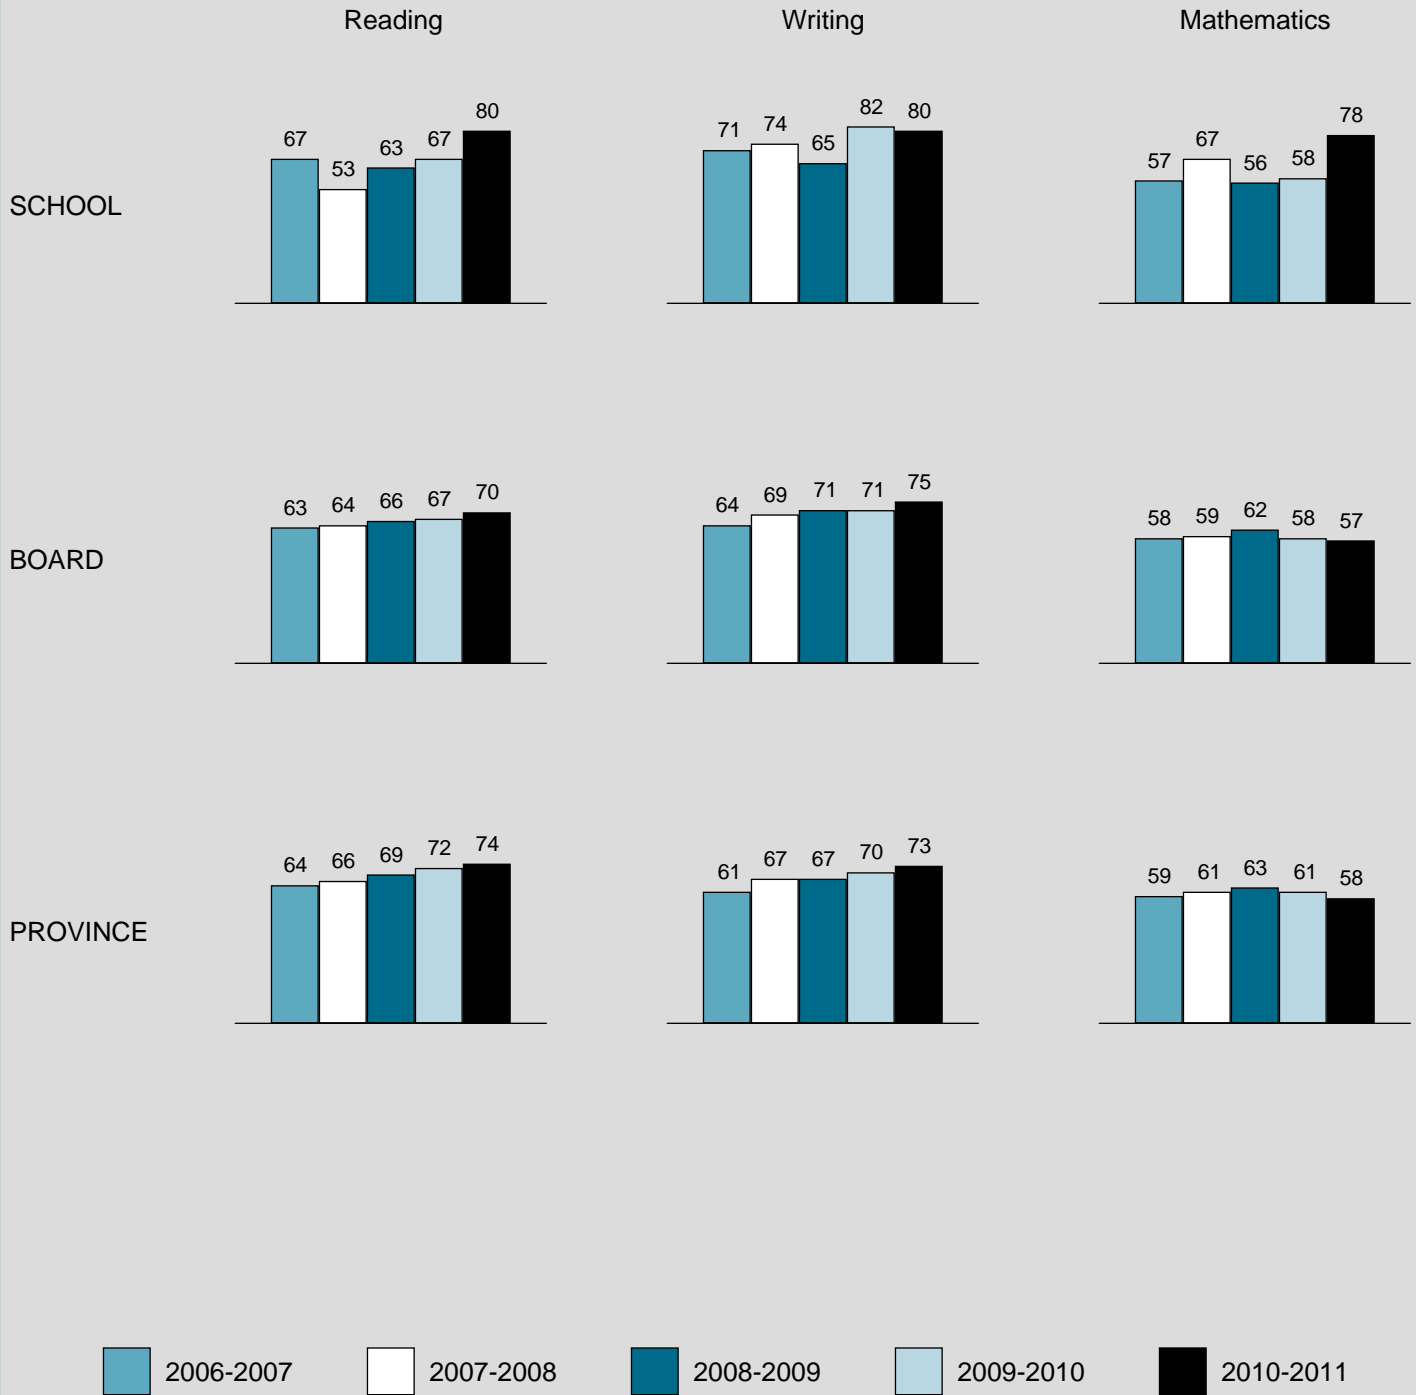 Reading Writing Mathematics
SCHOOL
67 53 63 67 80
71 74 65 82 80
57 67 56 58 78
BOARD
63 64 66 67 70
64 69 71 71 75
58 59 62 58 57
PROVINCE
64 66 69 72 74
61 67 67 70 73
59 61 63 61 58
2006-2007 2007-2008 2008-2009 2009-2010 2010-2011